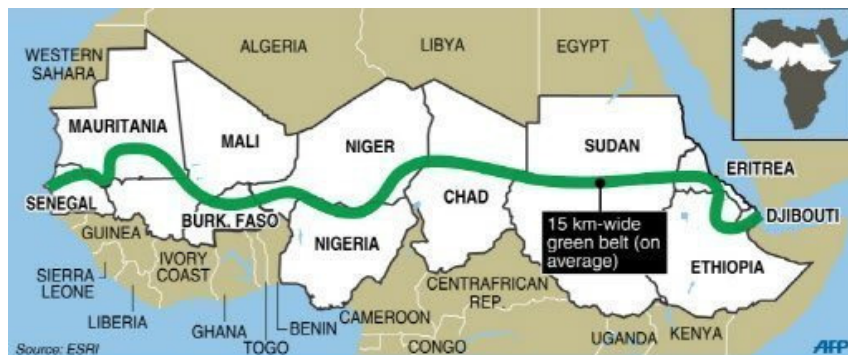 WESTERN
SAHARA
ALGERIA
LIBYA
EGYPT
MAURITANIA
MALI
NIGER
SUDAN
ERITREA
SENEGAL
BURK. FASO
CHAD
DJIBOUTI
15 km-wide
green belt (on
average)
GUINEA
NIGERIA
ETHIOPIA
IVORY
COAST
SIERRA
LEONE
CENTRAFRICAN
REP.
LIBERIA
GHANA
TOGO
BENIN
CAMEROON
CONGO
UGANDA
KENYA
Source: ESRI
AFP